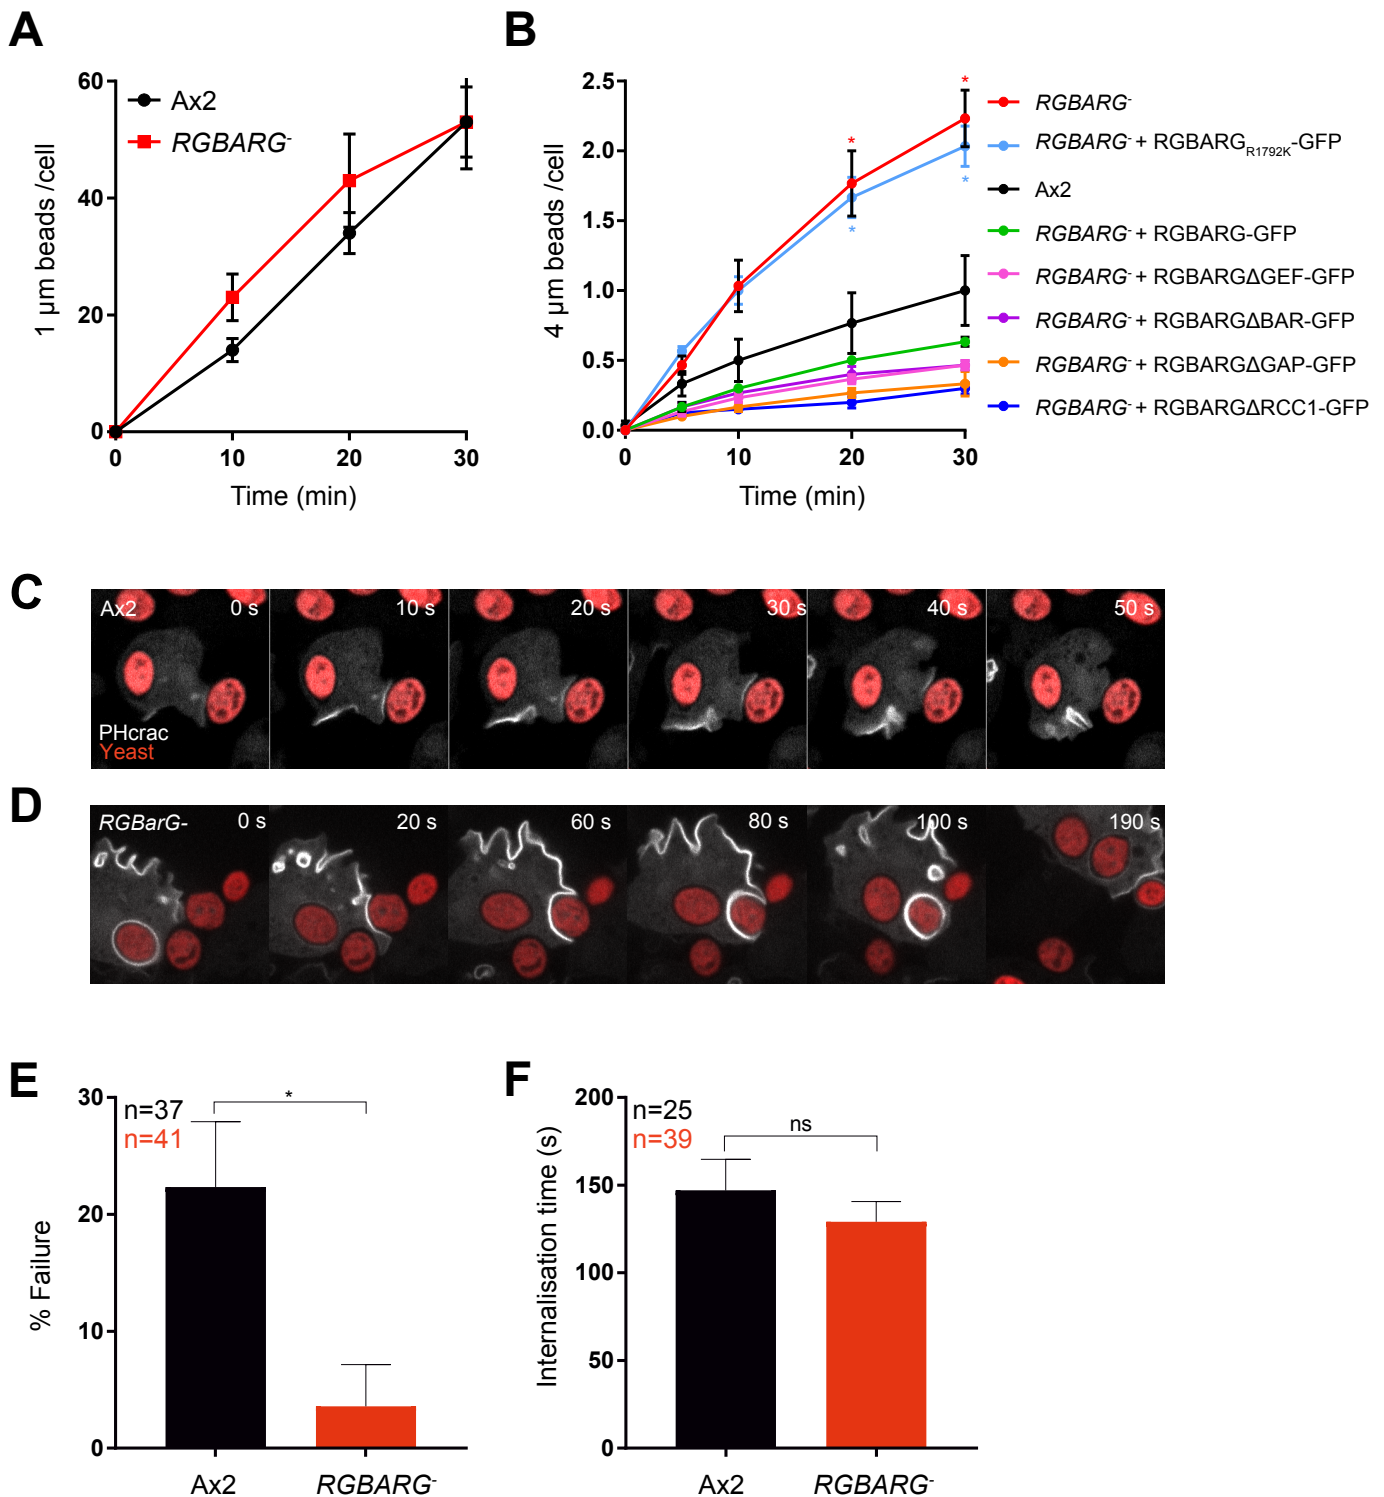 A
60
40
20
0
1 µm beads /cell
Ax2
RGBARG-
0 10 20 30
Time (min)
B
2.5
2.0
1.5
1.0
0.5
0.0
4 µm beads /cell
* *
* *
0 10 20 30
Time (min)
RGBARG-
RGBARG- + RGBARG R1792K-GFP
Ax2
RGBARG- + RGBARG-GFP
RGBARG- + RGBARGΔGEF-GFP
RGBARG- + RGBARGΔBAR-GFP
RGBARG- + RGBARGΔGAP-GFP
RGBARG- + RGBARGΔRCC1-GFP
C
Ax2 0 s 10 s 20 s 30 s 40 s 50 s
PHcrac
Yeast
D
RGBarG- 0 s 20 s 60 s 80 s 100 s 190 s
E
30
20
10
0
% Failure
n=37
n=41
*
Ax2 RGBARG-
F
200
150
100
50
0
Internalisation time (s)
n=25
n=39
ns
Ax2 RGBARG-